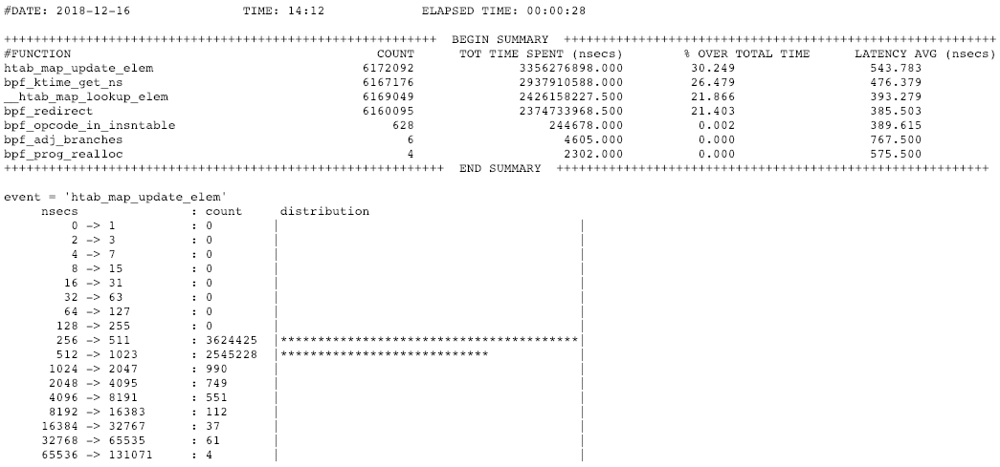 #DATE: 2018-12-16 TIME: 14:12 ELAPSED TIME: 00:00:28
++++++++++++++++++++++++++++++++++++++++++++++++++++++++++ BEGIN SUMMARY ++++++++++++++++++++++++++++++++++++++++++++++++++++++++++
#FUNCTION COUNT TOT TIME SPENT (nsecs) % OVER TOTAL TIME LATENCY AVG (nsecs)
htab_map_update_elem 6172092 3356276898.000 30.249 543.783
bpf_ktime_get_ns 6167176 2937910588.000 26.479 476.379
__htab_map_lookup_elem 6169049 2426158227.500 21.866 393.279
bpf_redirect 6160095 2374733968.500 21.403 385.503
bpf_opcode_in_insntable 628 244678.000 0.002 389.615
bpf_adj_branches 6 4605.000 0.000 767.500
bpf_prog_realloc 4 2302.000 0.000 575.500
+++++++++++++++++++++++++++++++++++++++++++++++++++++++++++ END SUMMARY ++++++++++++++++++++++++++++++++++++++++++++++++++++++++++
event = 'htab_map_update_elem'
nsecs : count distribution
0 -> 1 : 0 | |
2 -> 3 : 0 | |
4 -> 7 : 0 | |
8 -> 15 : 0 | |
16 -> 31 : 0 | |
32 -> 63 : 0 | |
64 -> 127 : 0 | |
128 -> 255 : 0 | |
256 -> 511 : 3624425 |****************************************|
512 -> 1023 : 2545228 |**************************** |
1024 -> 2047 : 990 | |
2048 -> 4095 : 749 | |
4096 -> 8191 : 551 | |
8192 -> 16383 : 112 | |
16384 -> 32767 : 37 | |
32768 -> 65535 : 61 | |
65536 -> 131071 : 4 | |